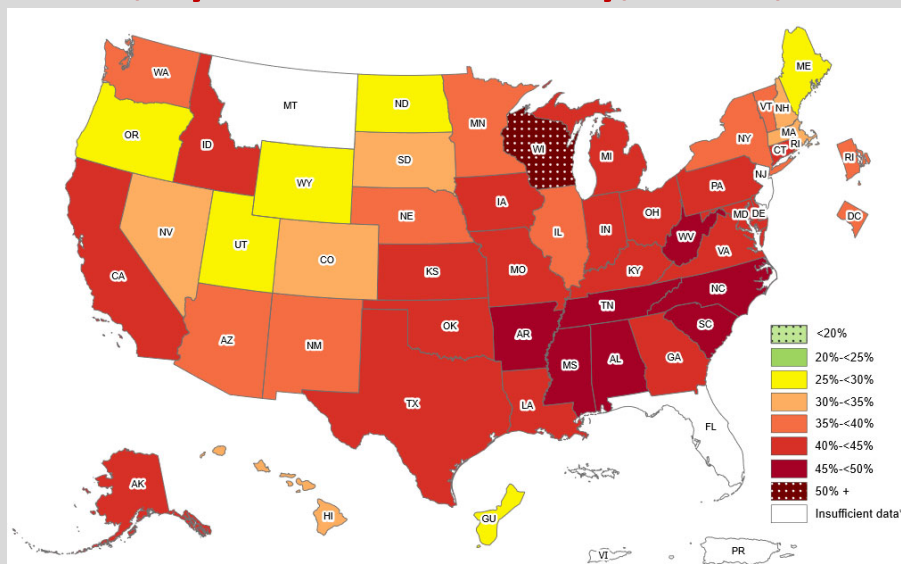 WA
MT
ND
MN
ME
VT
NH
OR
ID
SD
WI
MI
NY
MA
CT
RI
RI
WY
NE
IA
PA
NJ
NV
UT
CO
IL
IN
OH
MD
DE
DC
WV
VA
CA
KS
MO
KY
AZ
NM
OK
AR
TN
NC
SC
MS
AL
GA
TX
LA
FL
AK
HI
GU
VI
PR
<20%
20%-<25%
25%-<30%
30%-<35%
35%-<40%
40%-<45%
45%-<50%
50% +
Insufficient data*